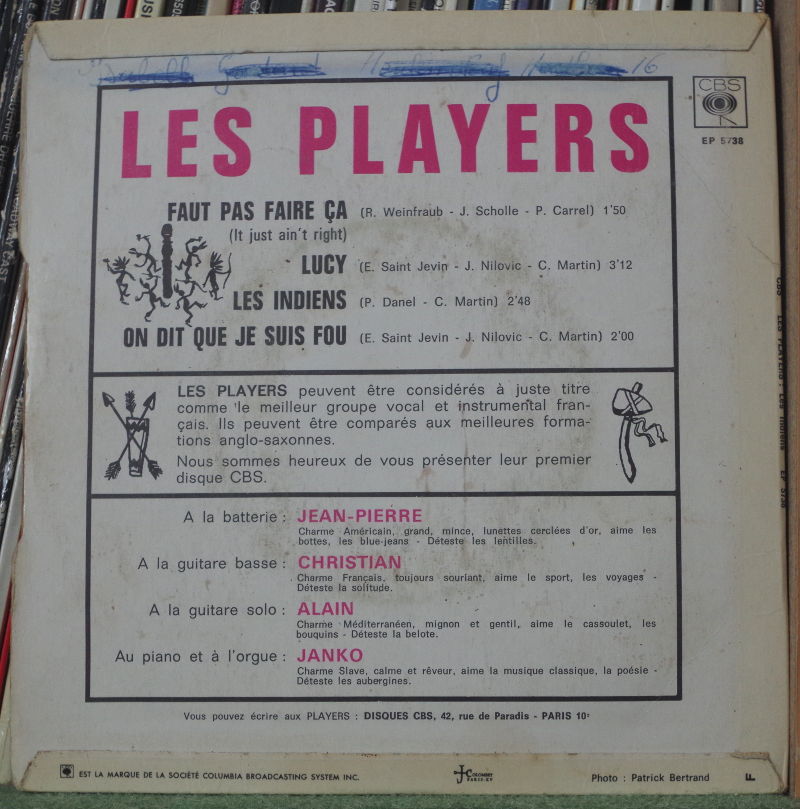 CBS
EP 5738
LES PLAYERS
FAUT PAS FAIRE ÇA (R. Weinfraub - J. Scholle - P. Carrel) 1'50
(It just ain't right)
LUCY (E. Saint Jevin - J. Nilovic - C. Martin) 3'12
LES INDIENS (P. Danel - C. Martin) 2'48
ON DIT QUE JE SUIS FOU (E. Saint Jevin - J. Nilovic - C. Martin) 2'00
LES PLAYERS peuvent être considérés à juste titre
comme le meilleur groupe vocal et instrumental fran-
çais. Ils peuvent être comparés aux meilleures forma-
tions anglo-saxonnes.
Nous sommes heureux de vous présenter leur premier
disque CBS.
A la batterie : JEAN-PIERRE
Charme Américain, grand, mince, lunettes cerclées d'or, aime les
bottes, les blue-jeans - Déteste les lentilles.
A la guitare basse : CHRISTIAN
Charme Français, toujours souriant, aime le sport, les voyages -
Déteste la solitude.
A la guitare solo : ALAIN
Charme Méditerranéen, mignon et gentil, aime le cassoulet, les
bouquins - Déteste la belote.
Au piano et à l'orgue : JANKO
Charme Slave, calme et rêveur, aime la musique classique, la poésie -
Déteste les aubergines.
Vous pouvez écrire aux PLAYERS : DISQUES CBS, 42, rue de Paradis - PARIS 10e
EST LA MARQUE DE LA SOCIÉTÉ COLUMBIA BROADCASTING SYSTEM INC.
Photo : Patrick Bertrand
F
CBS LES PLAYERS : Les Indiens EP 5738